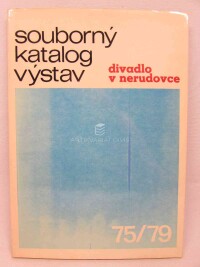 souborný
katalog
výstav
divadlo
v nerudovce
75/79